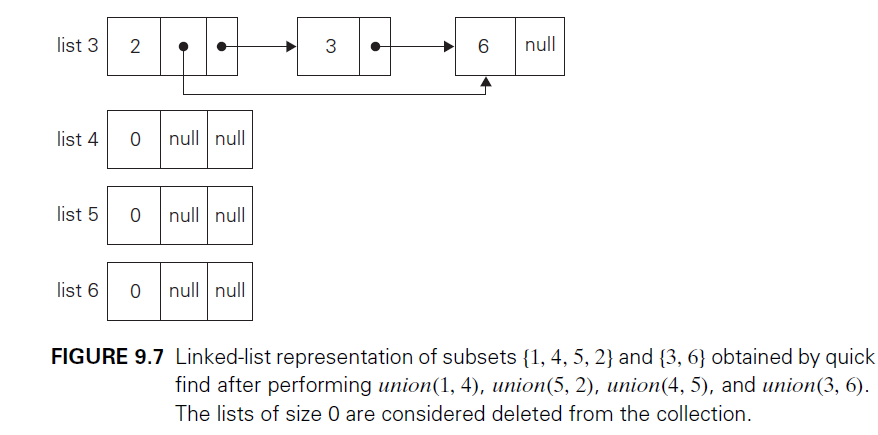 list 3 2 3 6 null
list 4 0 null null
list 5 0 null null
list 6 0 null null
FIGURE 9.7 Linked-list representation of subsets {1, 4, 5, 2} and {3, 6} obtained by quick
find after performing union(1, 4), union(5, 2), union(4, 5), and union(3, 6).
The lists of size 0 are considered deleted from the collection.